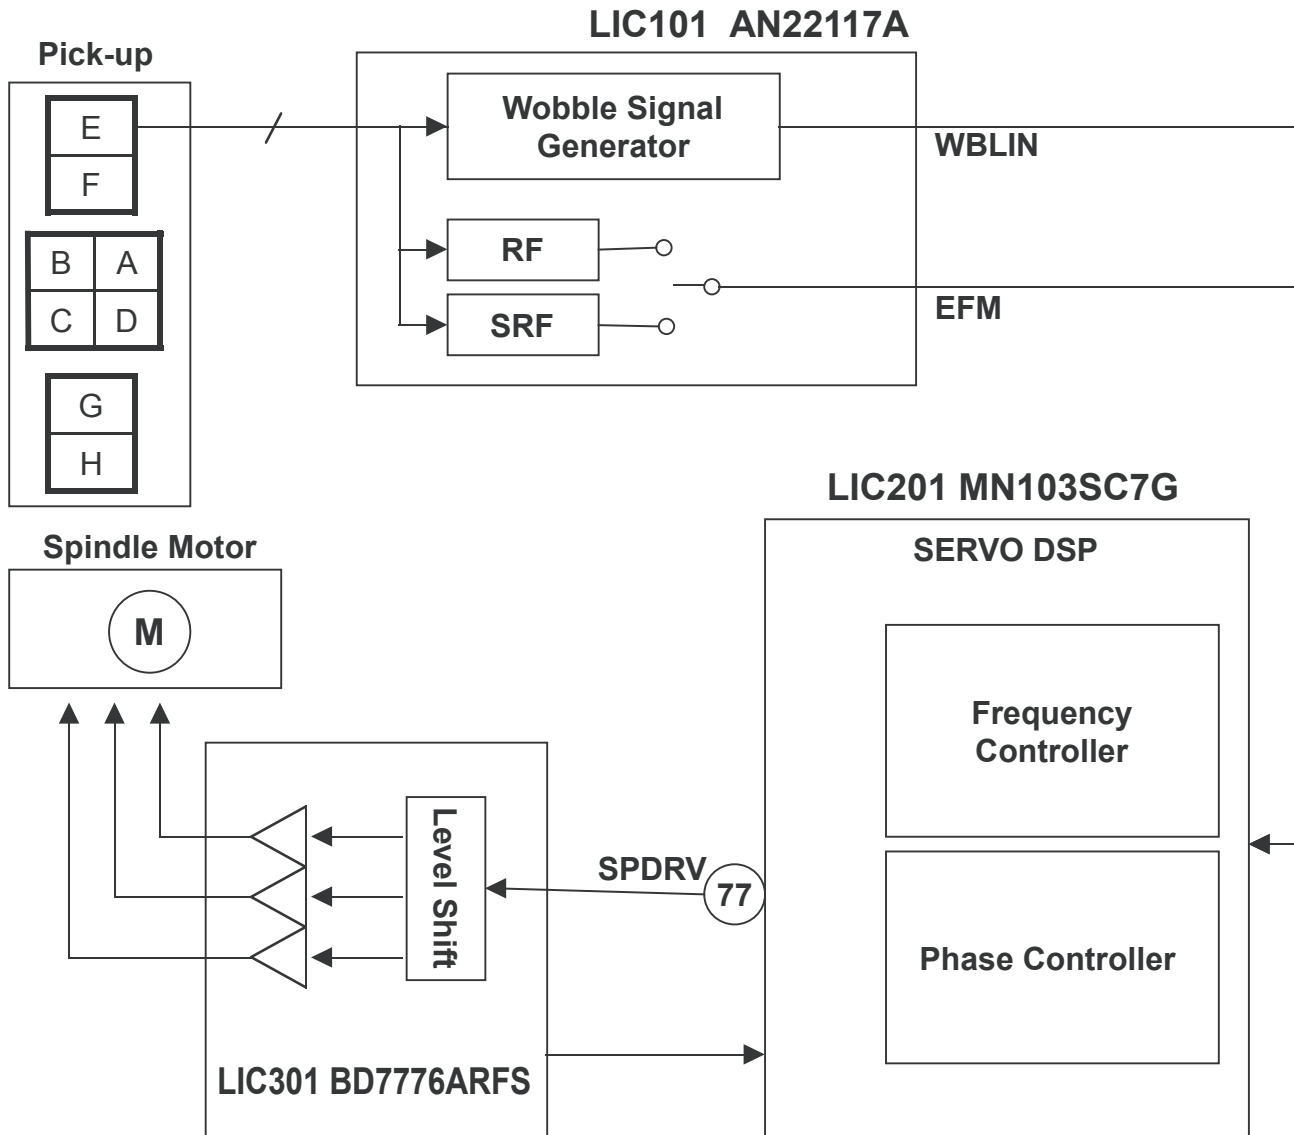 LIC101 AN22117A
Pick-up
E
F
B A
C D
G
H
Wobble Signal
Generator
WBLIN
RF
SRF
EFM
LIC201 MN103SC7G
SERVO DSP
Spindle Motor
M
Frequency
Controller
Phase Controller
Level Shift
SPDRV
77
LIC301 BD7776ARFS